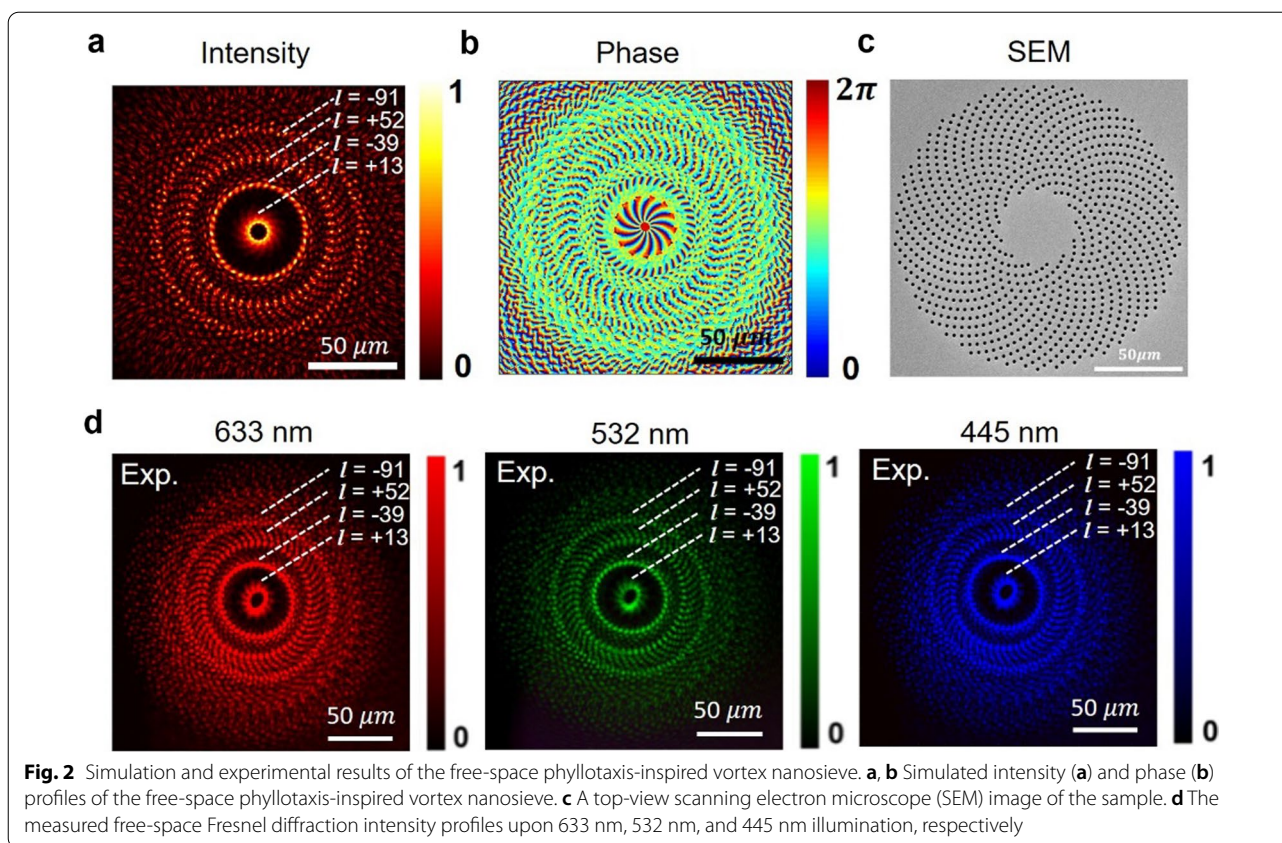 a
Intensity
l = -91
l = +52
l = -39
l = +13
50 μm
1
0
b
Phase
50 μm
2π
0
c
SEM
50μm
d
633 nm
Exp.
l = -91
l = +52
l = -39
l = +13
50 μm
1
0
532 nm
Exp.
l = -91
l = +52
l = -39
l = +13
50 μm
1
0
445 nm
Exp.
l = -91
l = +52
l = -39
l = +13
50 μm
1
0
Fig. 2 Simulation and experimental results of the free-space phyllotaxis-inspired vortex nanosieve. a, b Simulated intensity (a) and phase (b)
profiles of the free-space phyllotaxis-inspired vortex nanosieve. c A top-view scanning electron microscope (SEM) image of the sample. d The
measured free-space Fresnel diffraction intensity profiles upon 633 nm, 532 nm, and 445 nm illumination, respectively